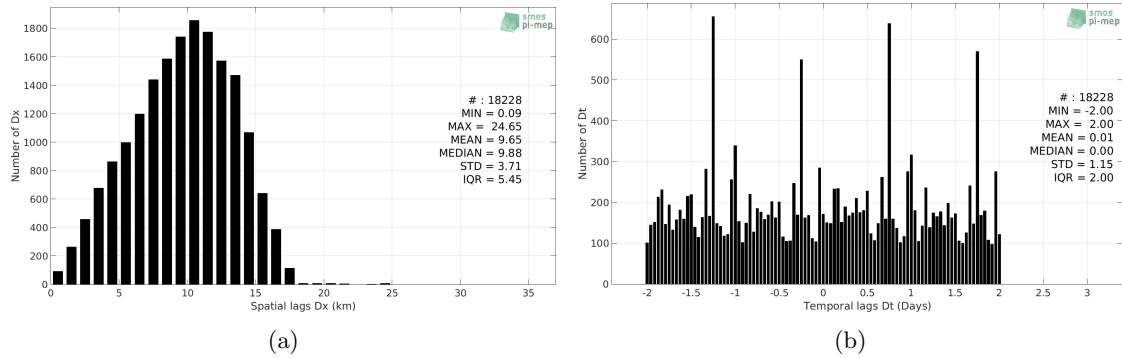 smos
pi-mep
1800
1600
1400
1200
1000
800
600
400
200
0
Number of Dx
# : 18228
MIN = 0.09
MAX = 24.65
MEAN = 9.65
MEDIAN = 9.88
STD = 3.71
IQR = 5.45
0 5 10 15 20 25 30 35
Spatial lags Dx (km)
(a)
smos
pi-mep
600
500
400
300
200
100
0
Number of Dt
# : 18228
MIN = -2.00
MAX = 2.00
MEAN = 0.01
MEDIAN = 0.00
STD = 1.15
IQR = 2.00
-2 -1.5 -1 -0.5 0 0.5 1 1.5 2 2.5 3
Temporal lags Dt (Days)
(b)